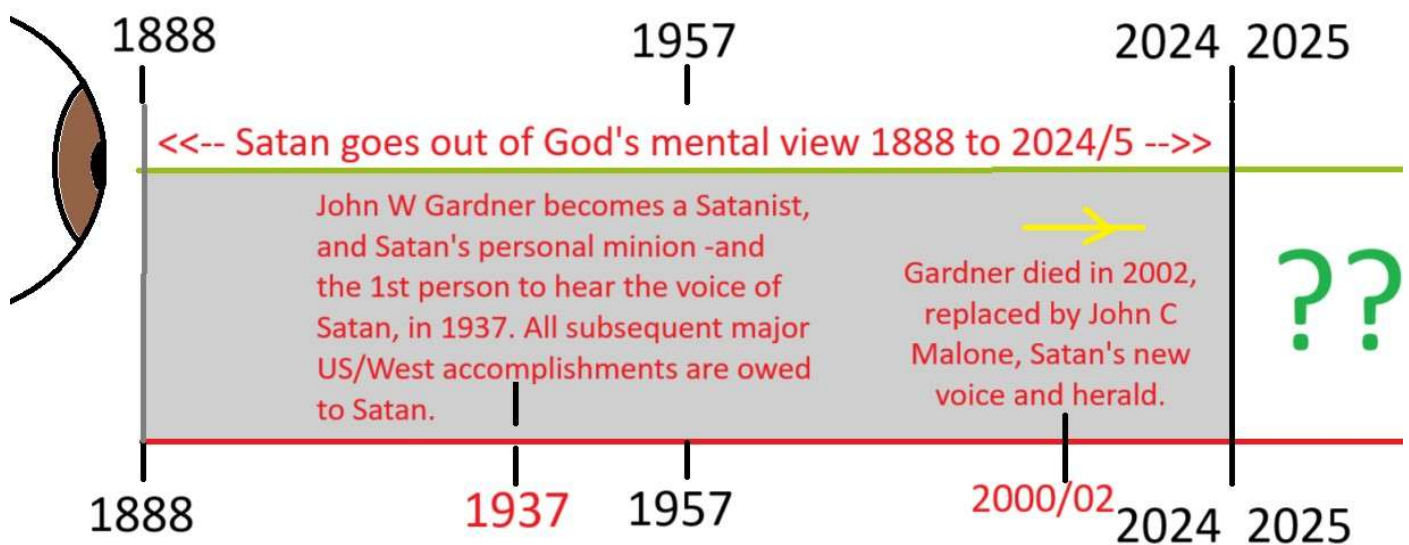 1888
1957
2024 2025
<<-- Satan goes out of God's mental view 1888 to 2024/5 -->>
John W Gardner becomes a Satanist,
and Satan's personal minion -and
the 1st person to hear the voice of
Satan, in 1937. All subsequent major
US/West accomplishments are owed
to Satan.
Gardner died in 2002,
replaced by John C
Malone, Satan's new
voice and herald.
??
1888
1937
1957
2000/02
2024 2025